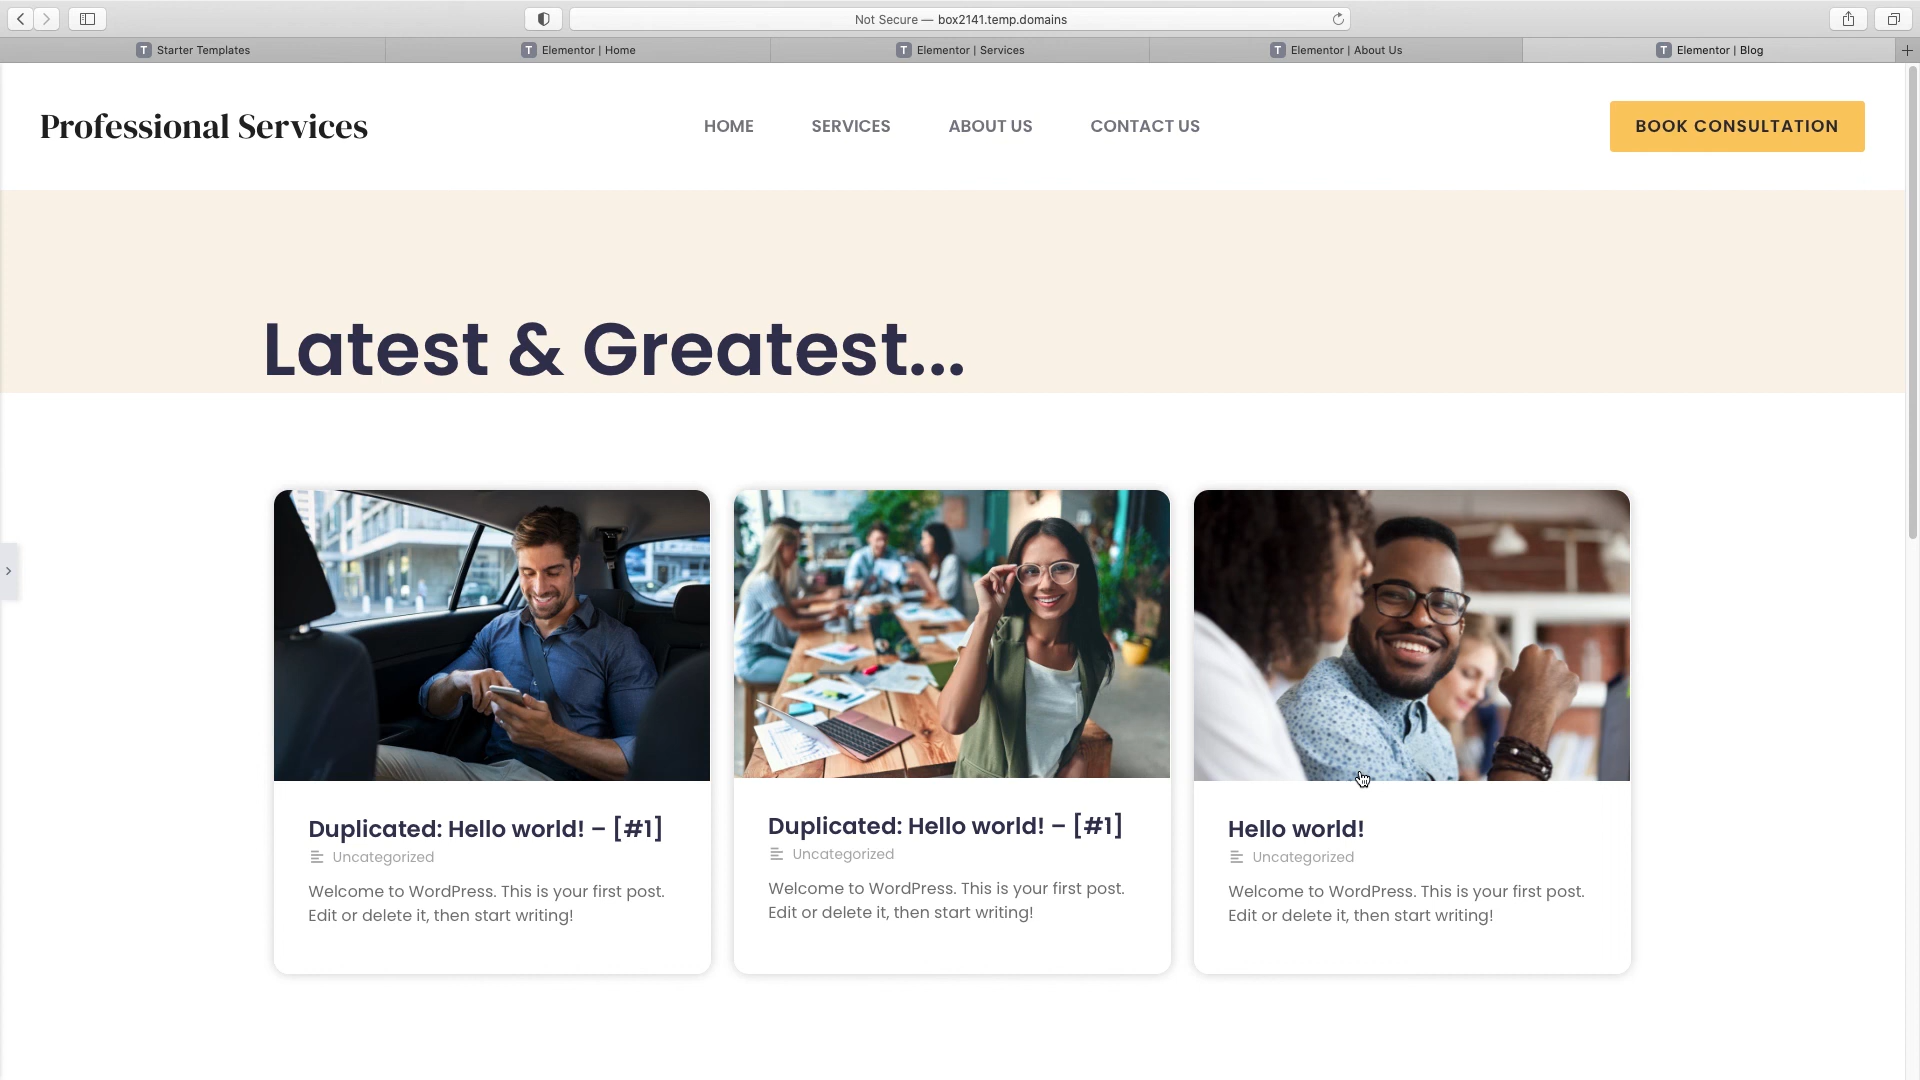 Not Secure — box2141.temp.domains
T Starter Templates
T Elementor | Home
T Elementor | Services
T Elementor | About Us
T Elementor | Blog
Professional Services
HOME
SERVICES
ABOUT US
CONTACT US
BOOK CONSULTATION
Latest & Greatest...
Duplicated: Hello world! – [#1]
Uncategorized
Welcome to WordPress. This is your first post.
Edit or delete it, then start writing!
Duplicated: Hello world! – [#1]
Uncategorized
Welcome to WordPress. This is your first post.
Edit or delete it, then start writing!
Hello world!
Uncategorized
Welcome to WordPress. This is your first post.
Edit or delete it, then start writing!